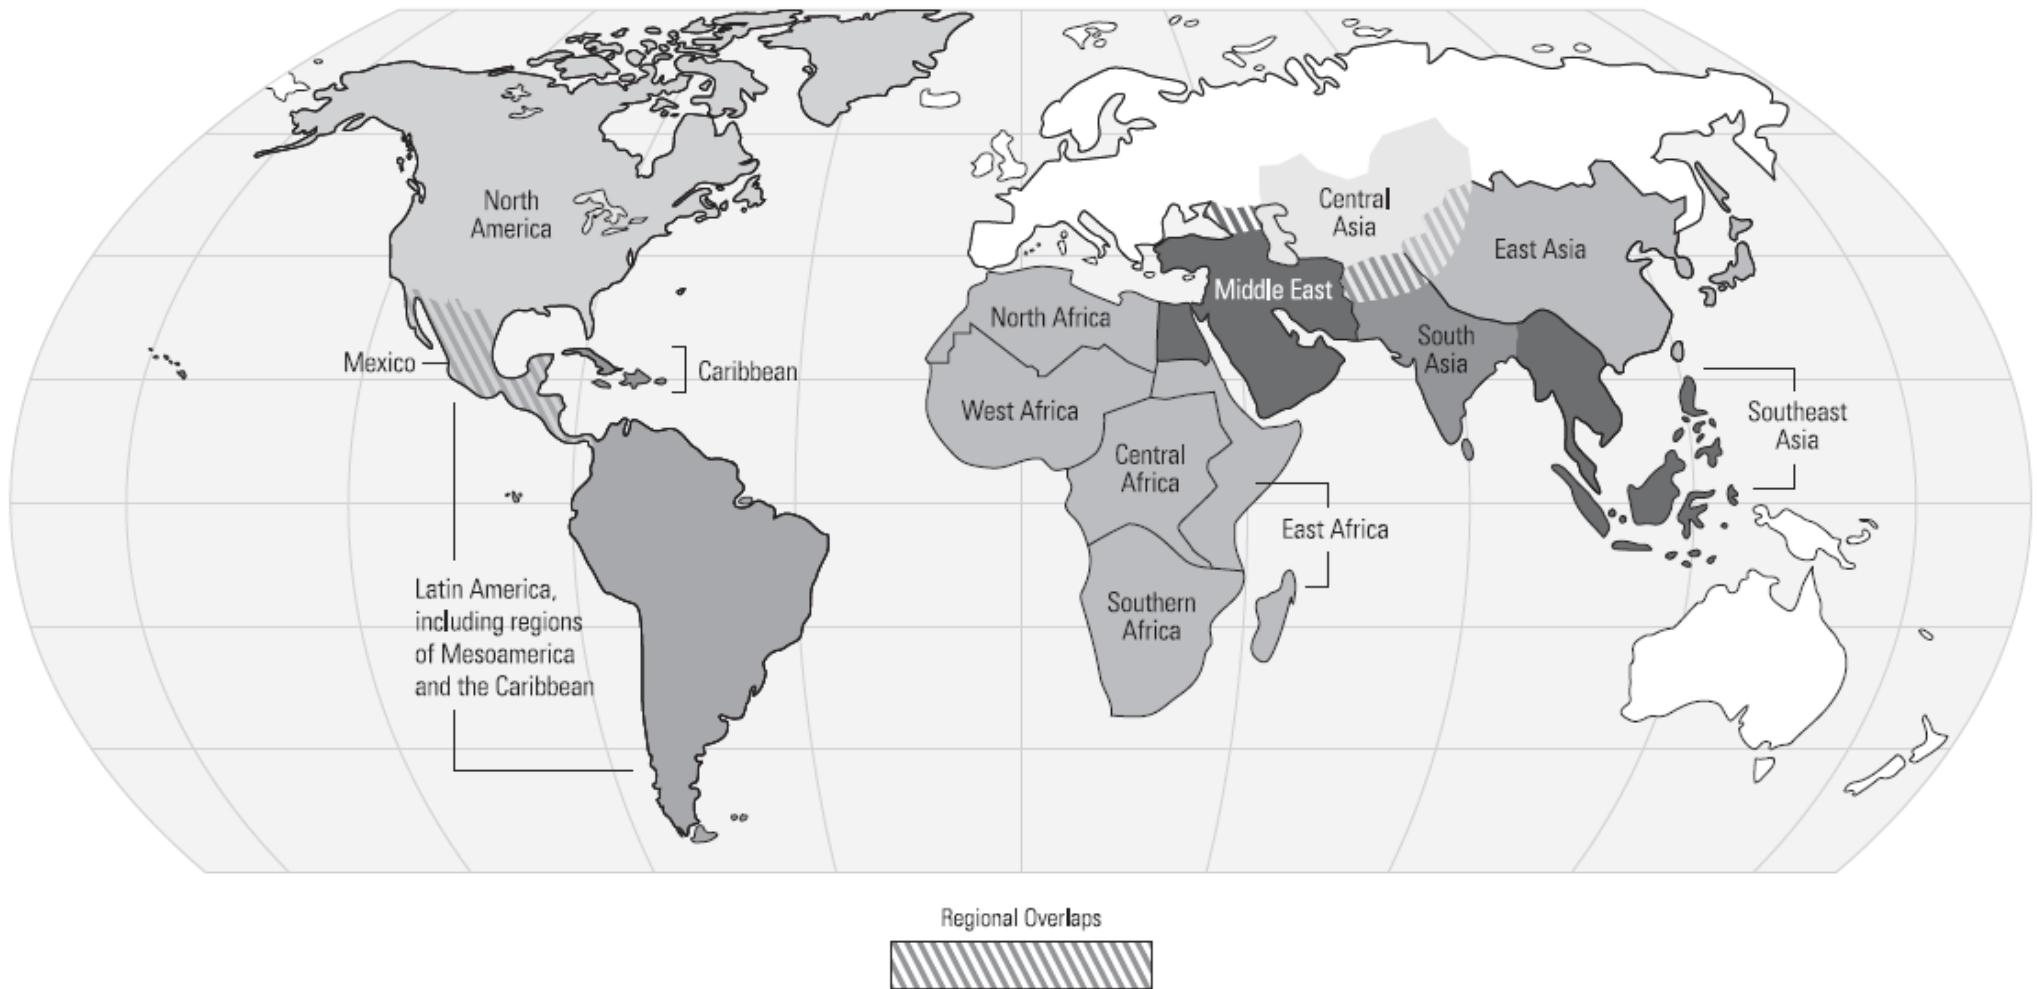 North
America
Central
Asia
East Asia
Middle East
North Africa
South
Asia
Mexico
Caribbean
West Africa
Southeast
Asia
Central
Africa
East Africa
Latin America,
including regions
of Mesoamerica
and the Caribbean
Southern
Africa
Regional Overlaps